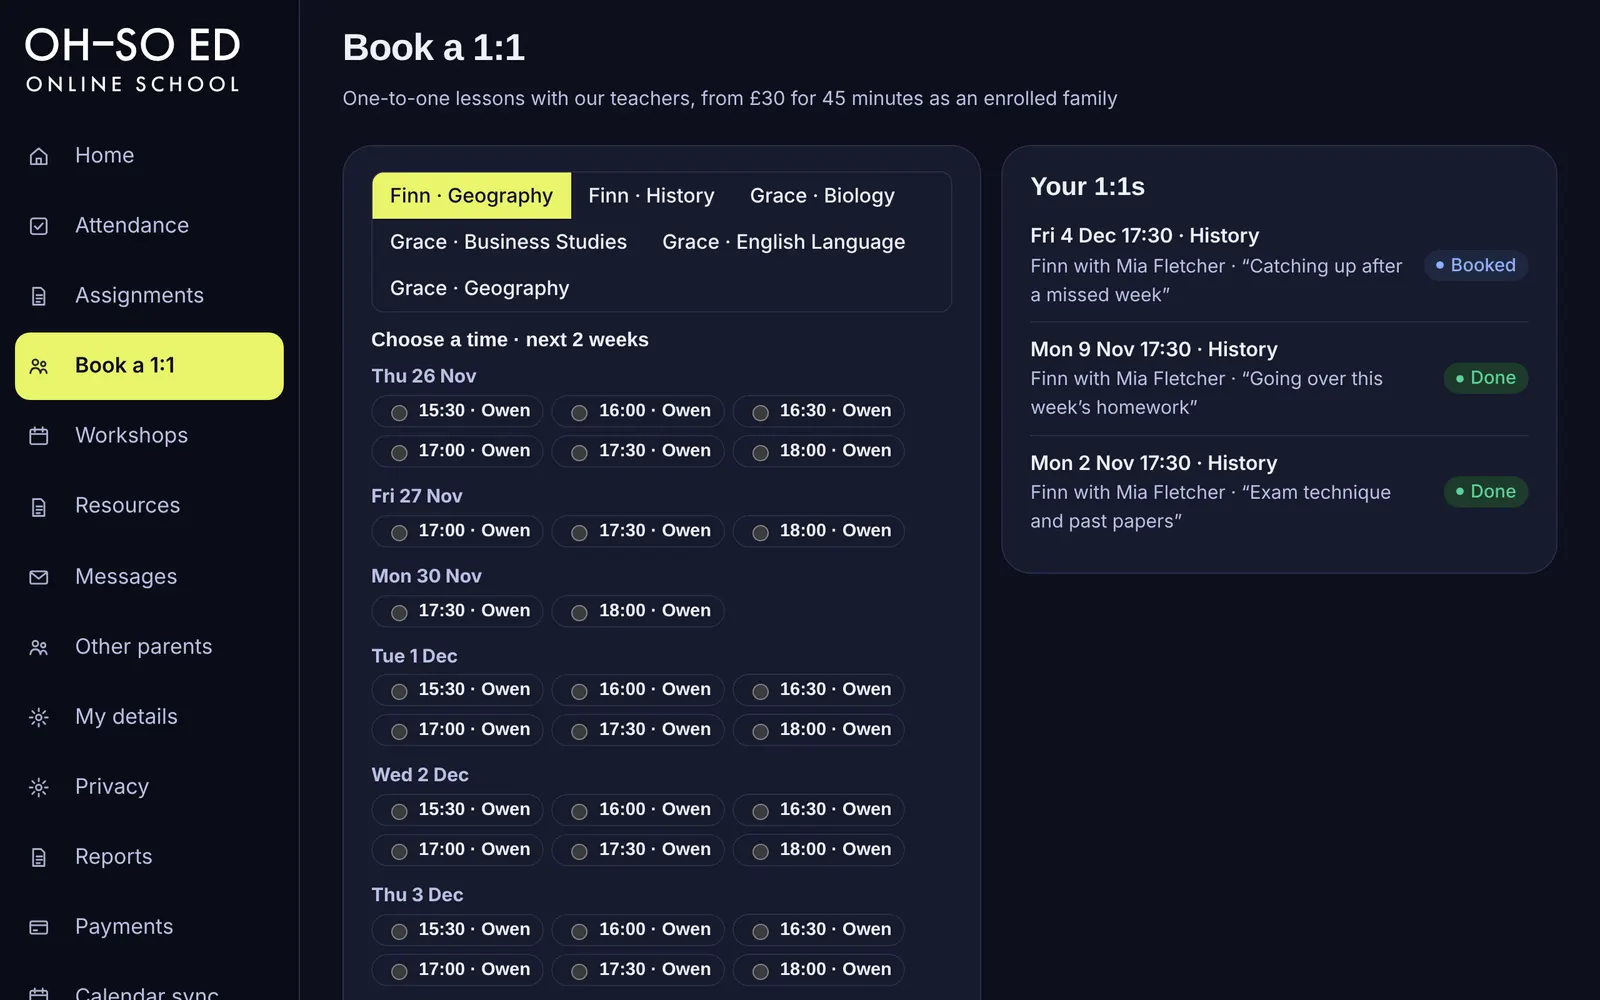 OH–SO ED
ONLINE SCHOOL
Home
Attendance
Assignments
Book a 1:1
Workshops
Resources
Messages
Other parents
My details
Privacy
Reports
Payments
Calendar sync
Book a 1:1
One-to-one lessons with our teachers, from £30 for 45 minutes as an enrolled family
Finn · Geography
Finn · History
Grace · Biology
Grace · Business Studies
Grace · English Language
Grace · Geography
Choose a time · next 2 weeks
Thu 26 Nov
15:30 · Owen
16:00 · Owen
16:30 · Owen
17:00 · Owen
17:30 · Owen
18:00 · Owen
Fri 27 Nov
17:00 · Owen
17:30 · Owen
18:00 · Owen
Mon 30 Nov
17:30 · Owen
18:00 · Owen
Tue 1 Dec
15:30 · Owen
16:00 · Owen
16:30 · Owen
17:00 · Owen
17:30 · Owen
18:00 · Owen
Wed 2 Dec
15:30 · Owen
16:00 · Owen
16:30 · Owen
17:00 · Owen
17:30 · Owen
18:00 · Owen
Thu 3 Dec
15:30 · Owen
16:00 · Owen
16:30 · Owen
17:00 · Owen
17:30 · Owen
18:00 · Owen
Your 1:1s
Fri 4 Dec 17:30 · History
Finn with Mia Fletcher · “Catching up after
a missed week”
Booked
Mon 9 Nov 17:30 · History
Finn with Mia Fletcher · “Going over this
week’s homework”
Done
Mon 2 Nov 17:30 · History
Finn with Mia Fletcher · “Exam technique
and past papers”
Done